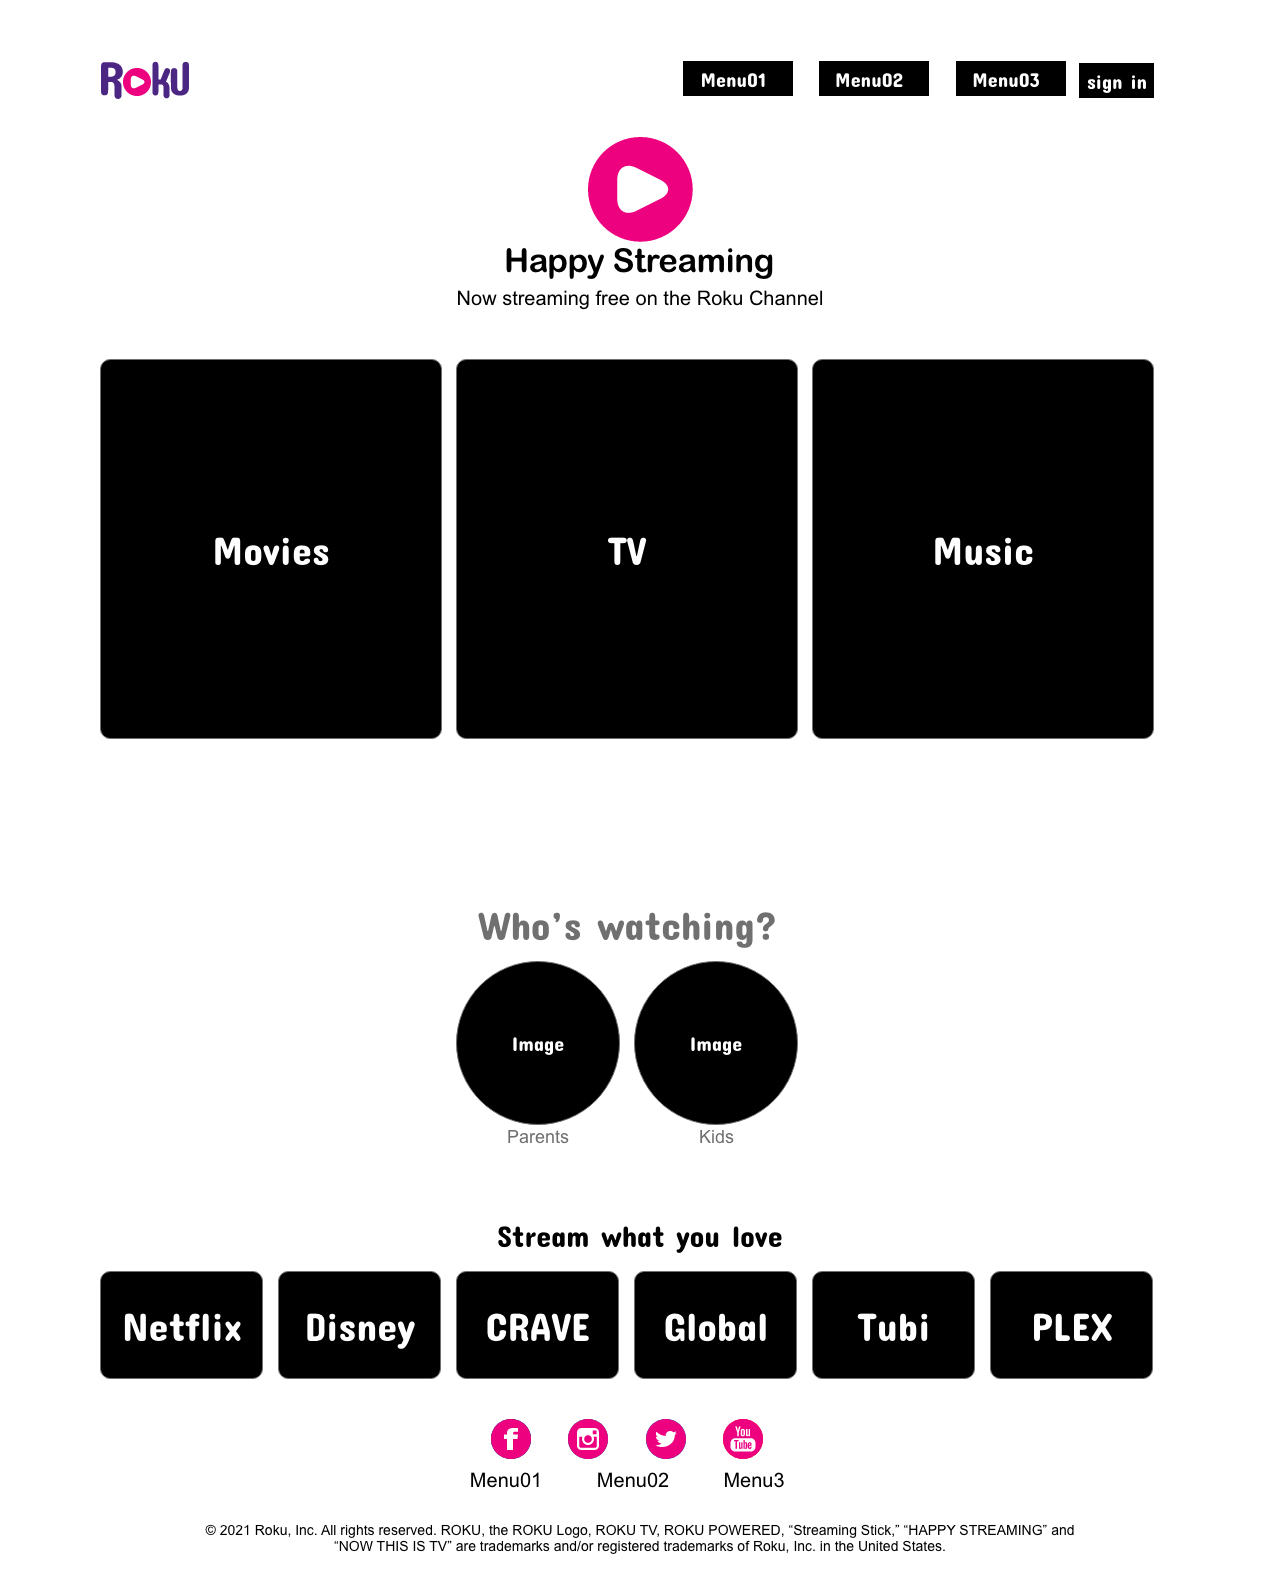 Roku
Menu01 Menu02 Menu03 sign in
Happy Streaming
Now streaming free on the Roku Channel
Movies TV Music
Who's watching?
Image Image
Parents Kids
Stream what you love
Netflix Disney CRAVE Global Tubi PLEX
You
Tube
Menu01 Menu02 Menu3
© 2021 Roku, Inc. All rights reserved. ROKU, the ROKU Logo, ROKU TV, ROKU POWERED, “Streaming Stick,” “HAPPY STREAMING” and
“NOW THIS IS TV” are trademarks and/or registered trademarks of Roku, Inc. in the United States.